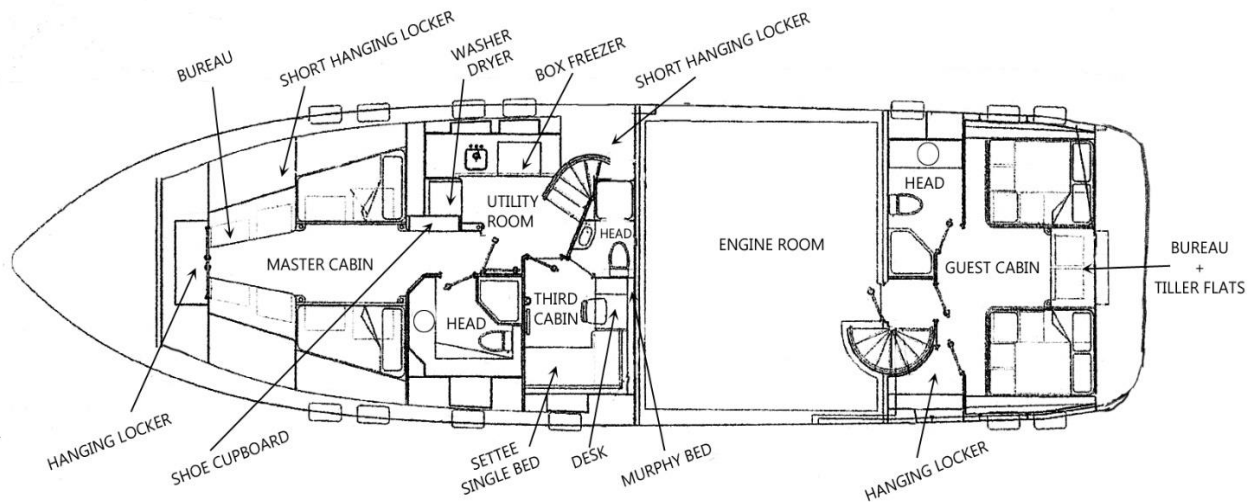 BUREAU
SHORT HANGING LOCKER
WASHER
DRYER
BOX FREEZER
SHORT HANGING LOCKER
MASTER CABIN
UTILITY
ROOM
HEAD
HEAD
THIRD
CABIN
ENGINE ROOM
HEAD
GUEST CABIN
BUREAU
+
TILLER FLATS
HANGING LOCKER
SHOE CUPBOARD
SETTEE
SINGLE BED
DESK
MURPHY BED
HANGING LOCKER